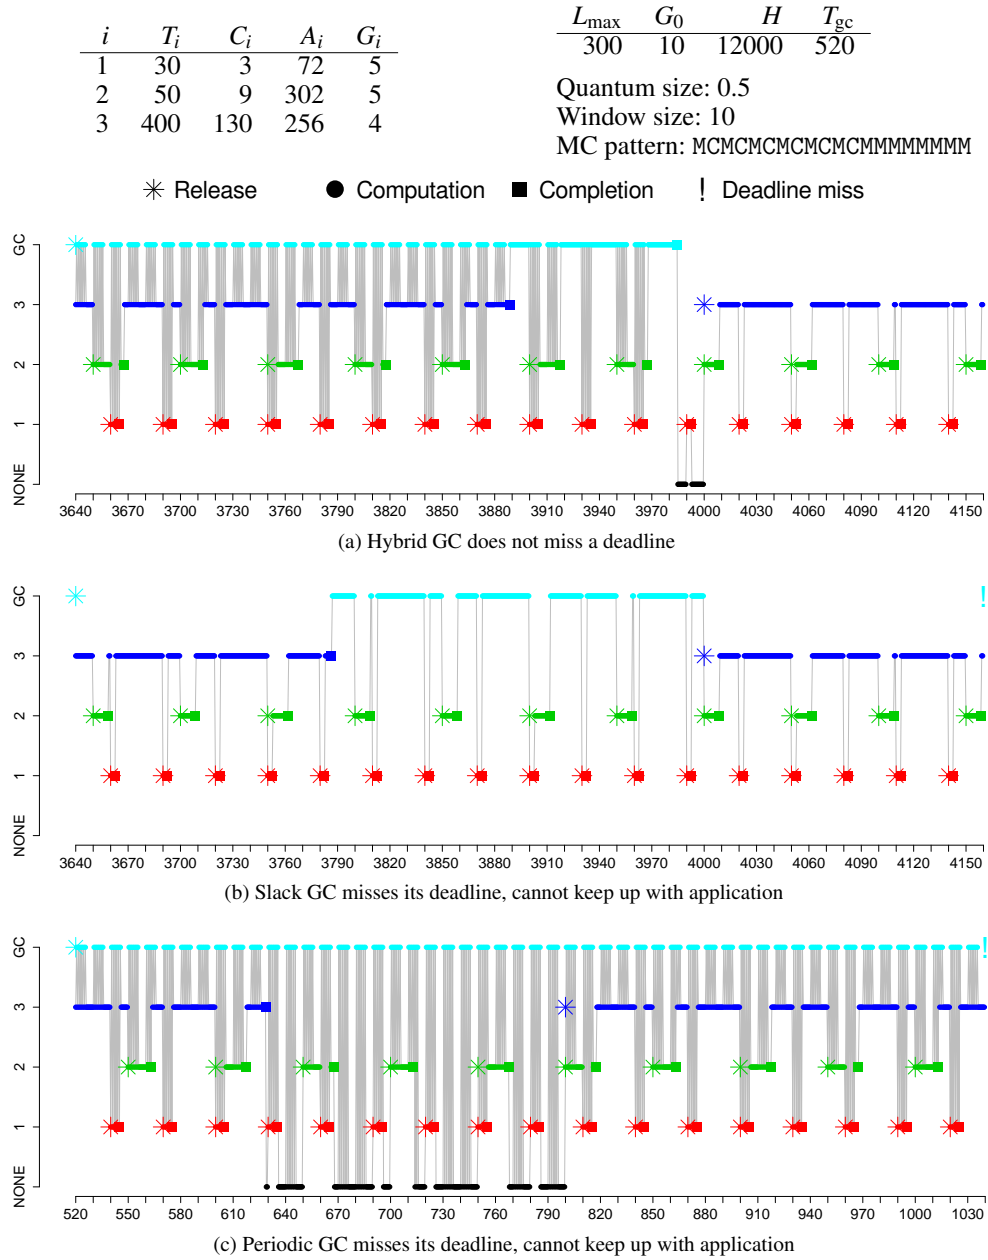 i T_i C_i A_i G_i
1 30 3 72 5
2 50 9 302 5
3 400 130 256 4
L_max G_0 H T_gc
300 10 12000 520
Quantum size: 0.5
Window size: 10
MC pattern: MCMCMCMCMCMCMMMMMMMM
Release Computation Completion ! Deadline miss
GC
3
2
1
NONE
3640 3670 3700 3730 3760 3790 3820 3850 3880 3910 3940 3970 4000 4030 4060 4090 4120 4150
(a) Hybrid GC does not miss a deadline
GC
!
3
2
1
NONE
3640 3670 3700 3730 3760 3790 3820 3850 3880 3910 3940 3970 4000 4030 4060 4090 4120 4150
(b) Slack GC misses its deadline, cannot keep up with application
GC
!
3
2
1
NONE
520 550 580 610 640 670 700 730 760 790 820 850 880 910 940 970 1000 1030
(c) Periodic GC misses its deadline, cannot keep up with application